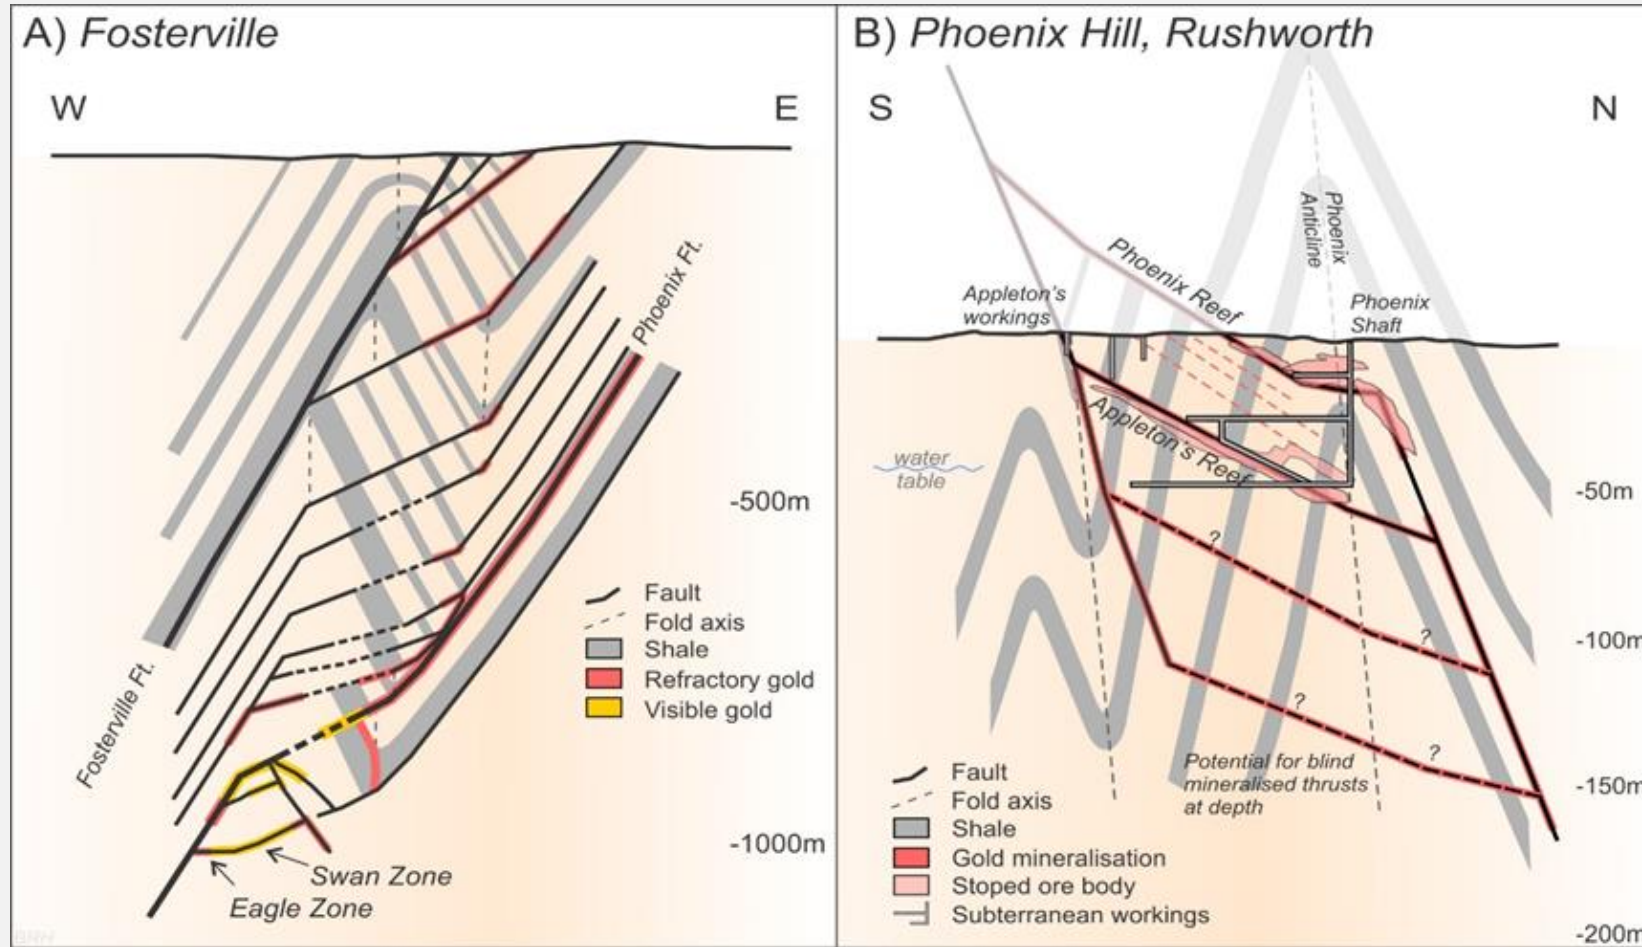 A) Fosterville
W
E
Phoenix Ft.
-500m
Fault
Fold axis
Shale
Refractory gold
Visible gold
Fosterville Ft.
-1000m
Swan Zone
Eagle Zone
BRH
B) Phoenix Hill, Rushworth
S
N
Phoenix
Anticline
Phoenix Reef
Appleton's
workings
Phoenix
Shaft
Appleton's Reef
water
table
-50m
?
-100m
?
?
?
Potential for blind
mineralised thrusts
at depth
-150m
Fault
Fold axis
Shale
Gold mineralisation
Stoped ore body
Subterranean workings
-200m